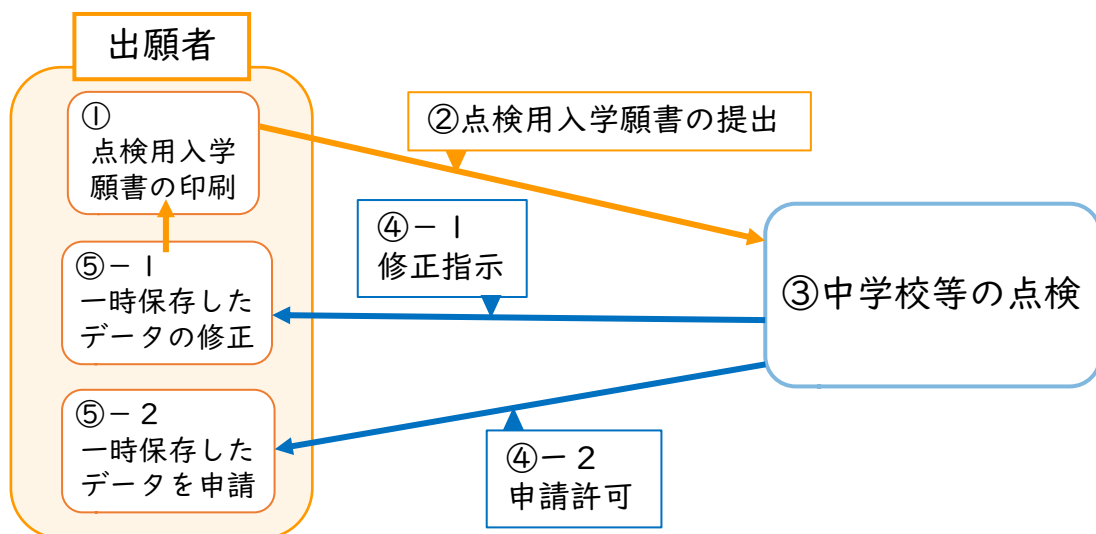 出願者
①
点検用入学
願書の印刷
②点検用入学願書の提出
④－１
修正指示
③中学校等の点検
⑤－１
一時保存した
データの修正
⑤－２
一時保存した
データを申請
④－２
申請許可